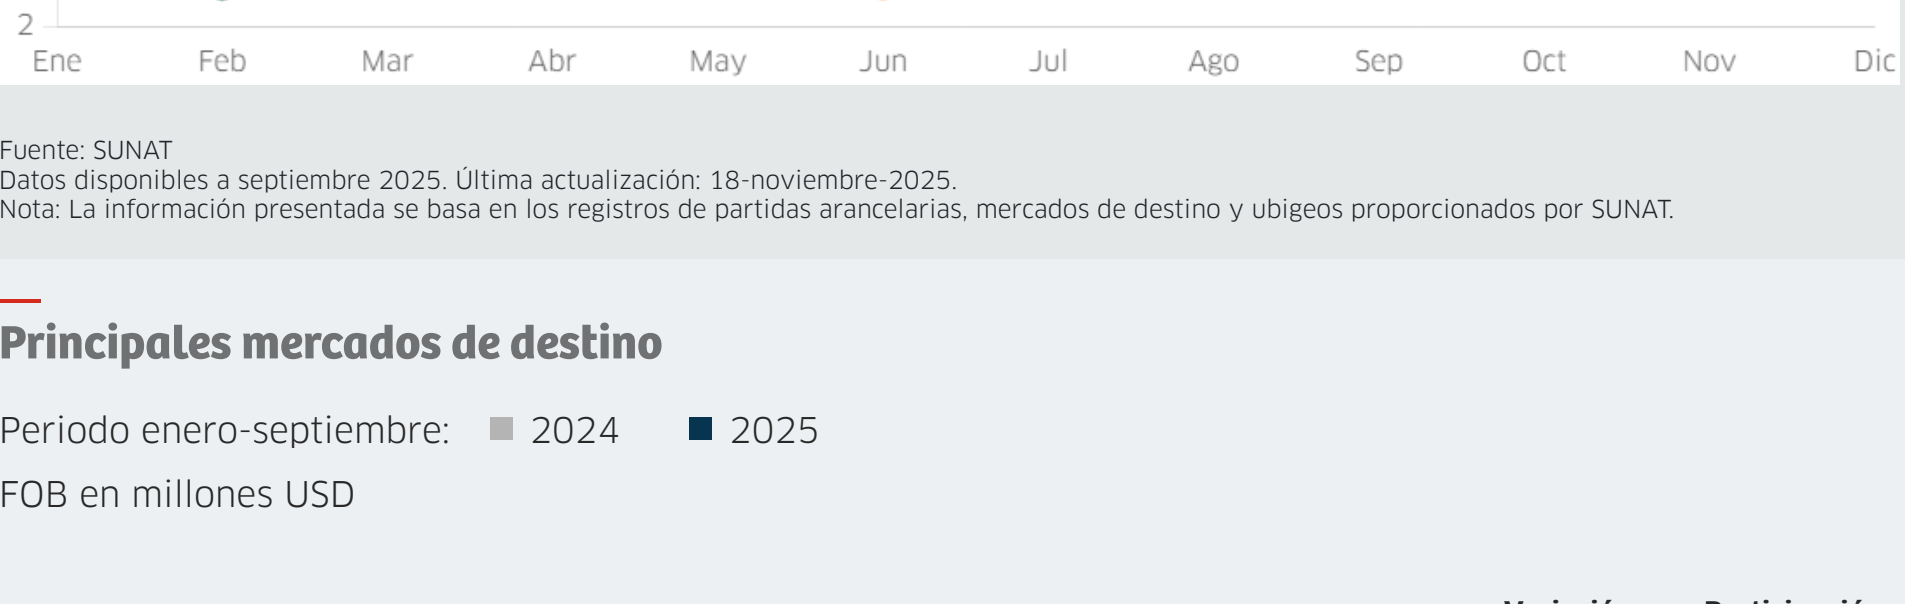 2
Ene Feb Mar Abr May Jun Jul Ago Sep Oct Nov Dic
Fuente: SUNAT
Datos disponibles a septiembre 2025. Última actualización: 18-noviembre-2025.
Nota: La información presentada se basa en los registros de partidas arancelarias, mercados de destino y ubigeos proporcionados por SUNAT.
Principales mercados de destino
Periodo enero-septiembre: 2024 2025
FOB en millones USD